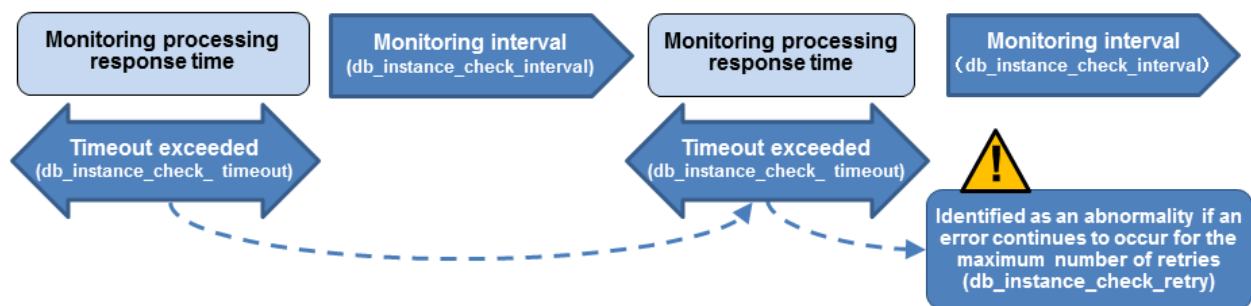 Monitoring processing
response time
Monitoring interval
(db_instance_check_interval)
Monitoring processing
response time
Monitoring interval
（db_instance_check_interval）
Timeout exceeded
(db_instance_check_ timeout)
Timeout exceeded
(db_instance_check_ timeout)
!
Identified as an abnormality if an
error continues to occur for the
maximum number of retries
(db_instance_check_retry)